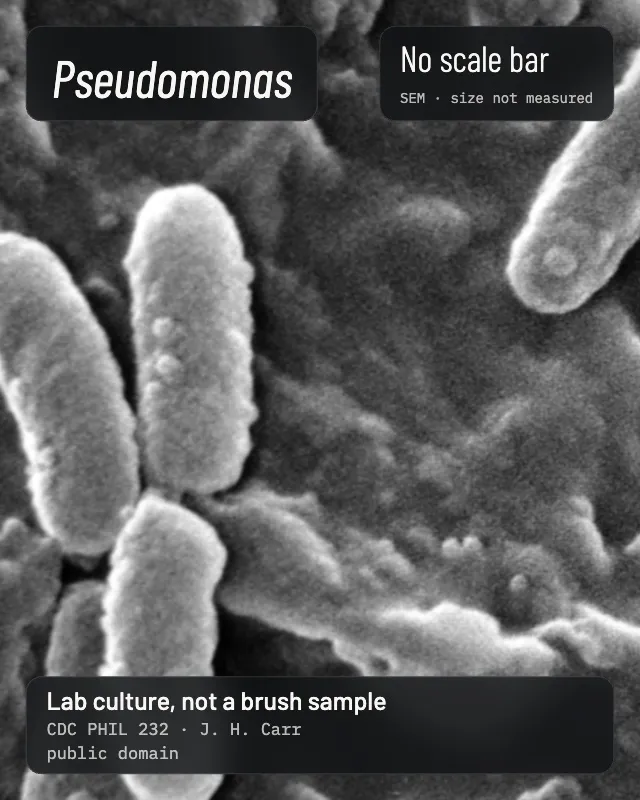 Pseudomonas
No scale bar
SEM · size not measured
Lab culture, not a brush sample
CDC PHIL 232 · J. H. Carr
public domain